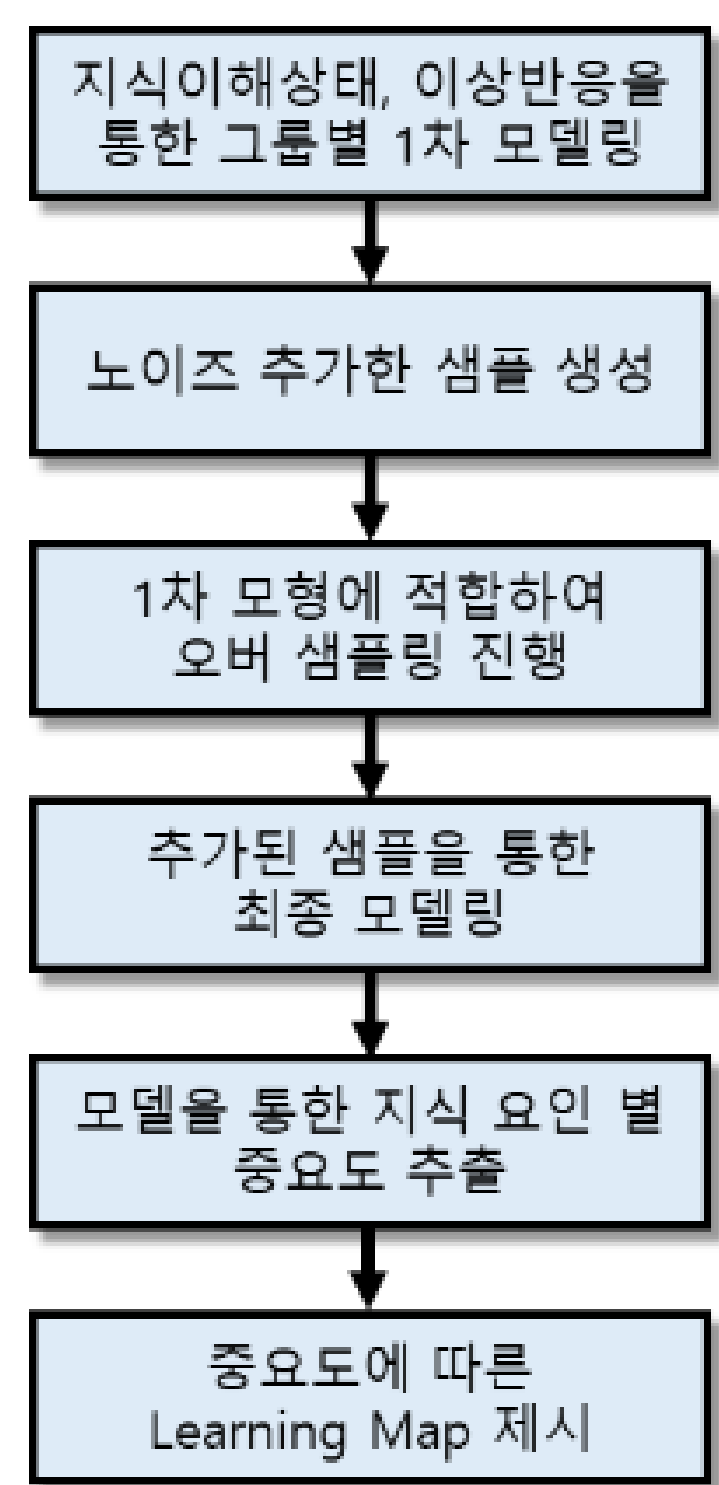 지식이해상태, 이상반응을
통한 그룹별 1차 모델링
노이즈 추가한 샘플 생성
1차 모형에 적합하여
오버 샘플링 진행
추가된 샘플을 통한
최종 모델링
모델을 통한 지식 요인 별
중요도 추출
중요도에 따른
Learning Map 제시